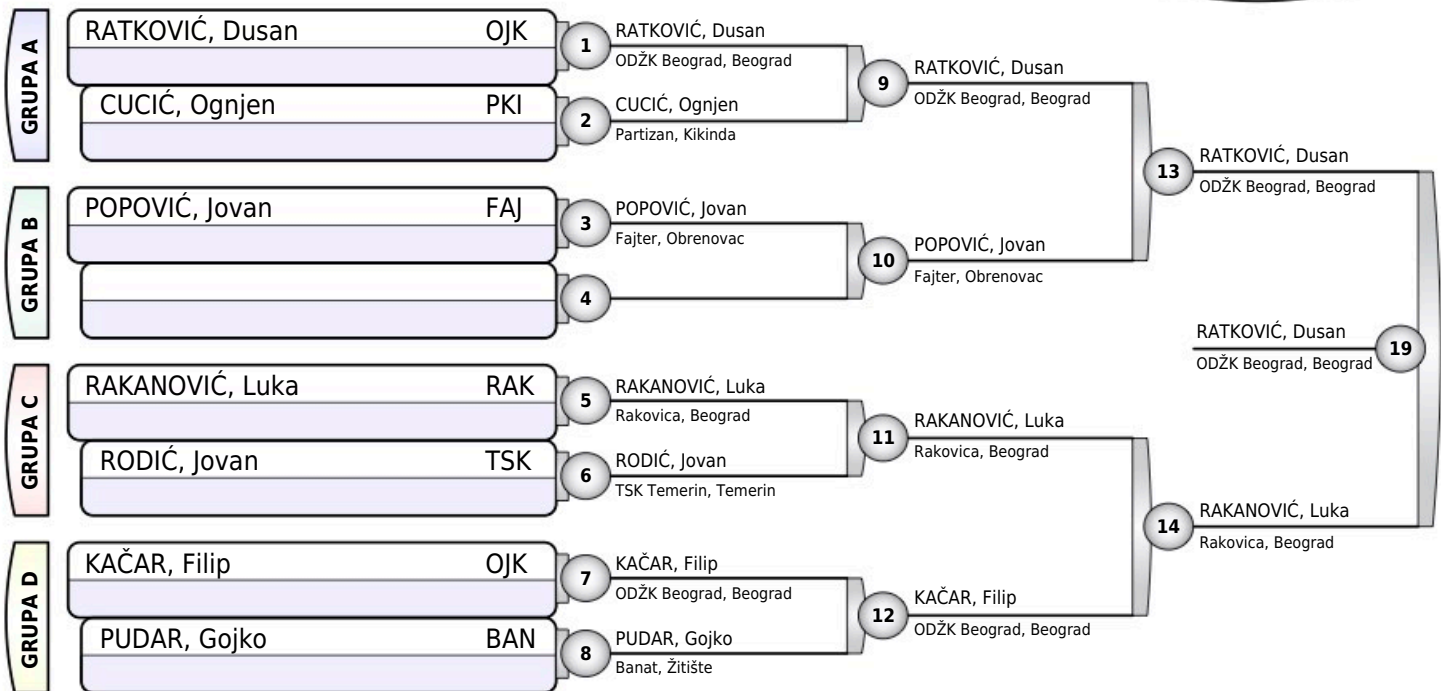 GRUPA A
RATKOVIĆ, Dusan OJK
CUCIĆ, Ognjen PKI
GRUPA B
POPOVIĆ, Jovan FAJ
GRUPA C
RAKANOVIĆ, Luka RAK
RODIĆ, Jovan TSK
GRUPA D
KAČAR, Filip OJK
PUDAR, Gojko BAN
1
RATKOVIĆ, Dusan
ODŽK Beograd, Beograd
2
CUCIĆ, Ognjen
Partizan, Kikinda
3
POPOVIĆ, Jovan
Fajter, Obrenovac
4
5
RAKANOVIĆ, Luka
Rakovica, Beograd
6
RODIĆ, Jovan
TSK Temerin, Temerin
7
KAČAR, Filip
ODŽK Beograd, Beograd
8
PUDAR, Gojko
Banat, Žitište
9
RATKOVIĆ, Dusan
ODŽK Beograd, Beograd
10
POPOVIĆ, Jovan
Fajter, Obrenovac
11
RAKANOVIĆ, Luka
Rakovica, Beograd
12
KAČAR, Filip
ODŽK Beograd, Beograd
13
RATKOVIĆ, Dusan
ODŽK Beograd, Beograd
14
RAKANOVIĆ, Luka
Rakovica, Beograd
RATKOVIĆ, Dusan
ODŽK Beograd, Beograd
19